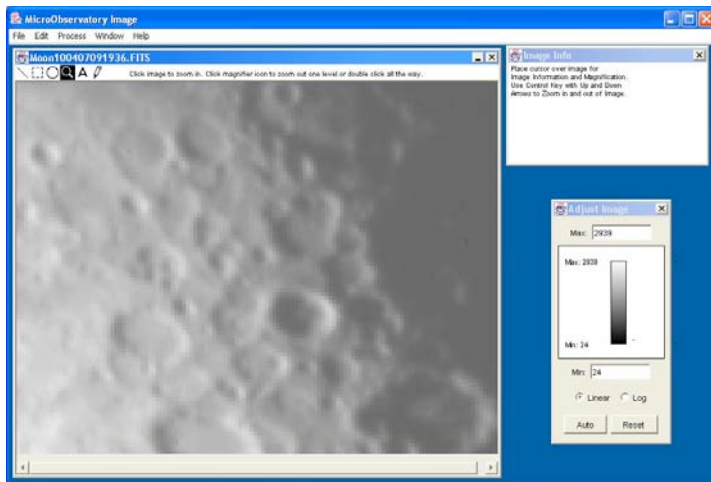 MicroObservatory Image
File Edit Process Window Help
Moon100407091936.FITS
A Click image to zoom in. Click magnifier icon to zoom out one level or double click all the way.
Image Info
Place cursor over image for
Image Information and Magnification.
Use Control Key with Up and Down
Arrows to Zoom in and out of Image.
Adjust Image
Max: 2939
Max: 2939
Min: 24
Min: 24
Linear Log
Auto Reset